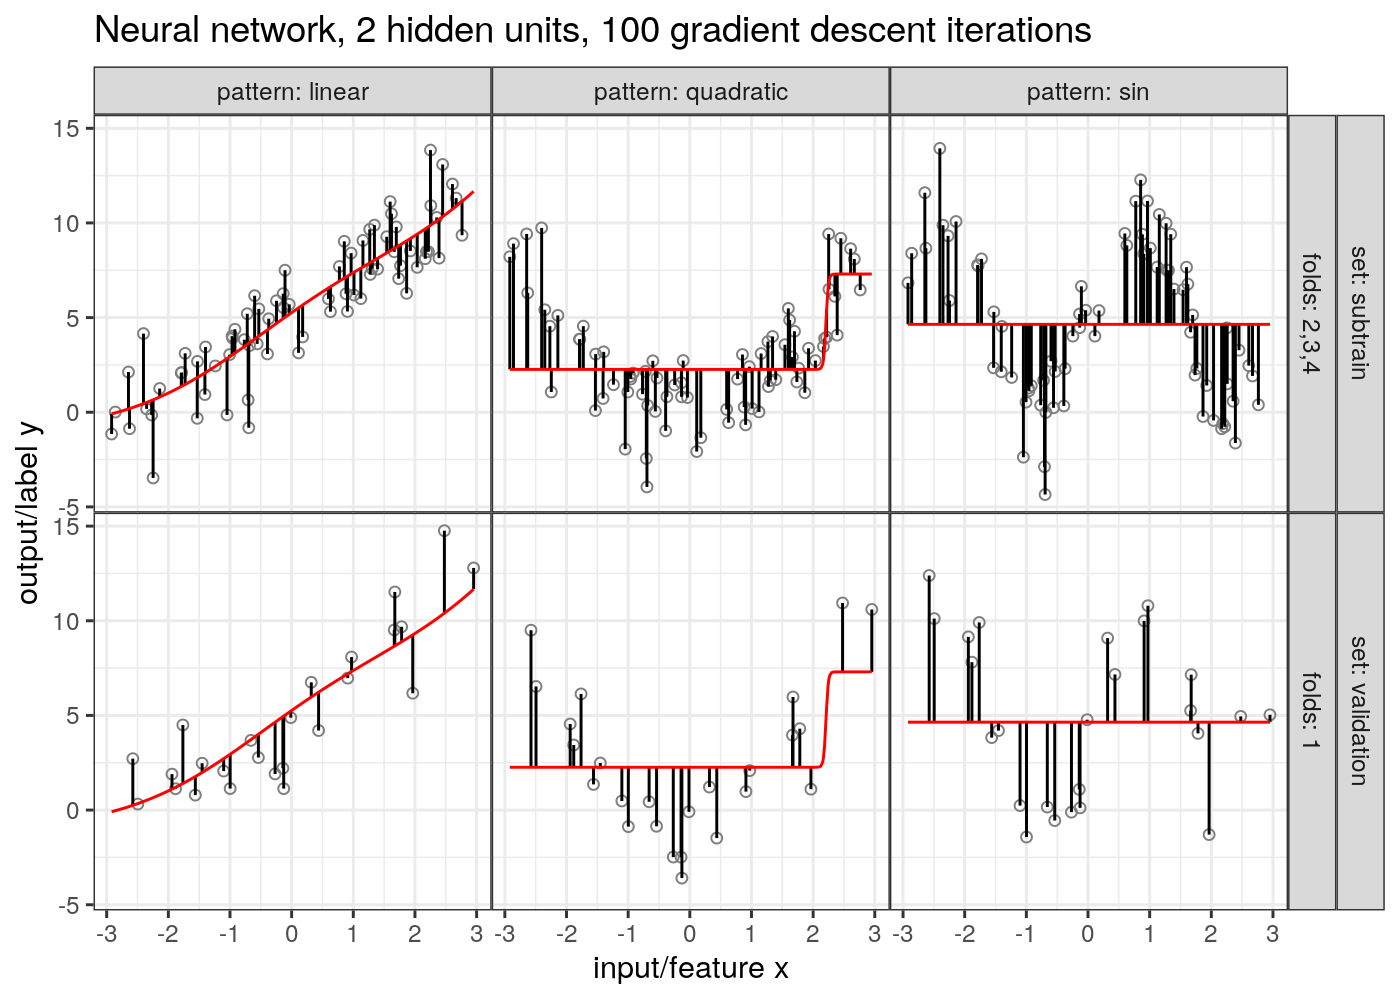 Neural network, 2 hidden units, 100 gradient descent iterations
pattern: linear
pattern: quadratic
pattern: sin
15
10
5
0
-5
folds: 2,3,4
set: subtrain
15
10
5
0
-5
folds: 1
set: validation
-3 -2 -1 0 1 2 3
-3 -2 -1 0 1 2 3
-3 -2 -1 0 1 2 3
input/feature x
output/label y